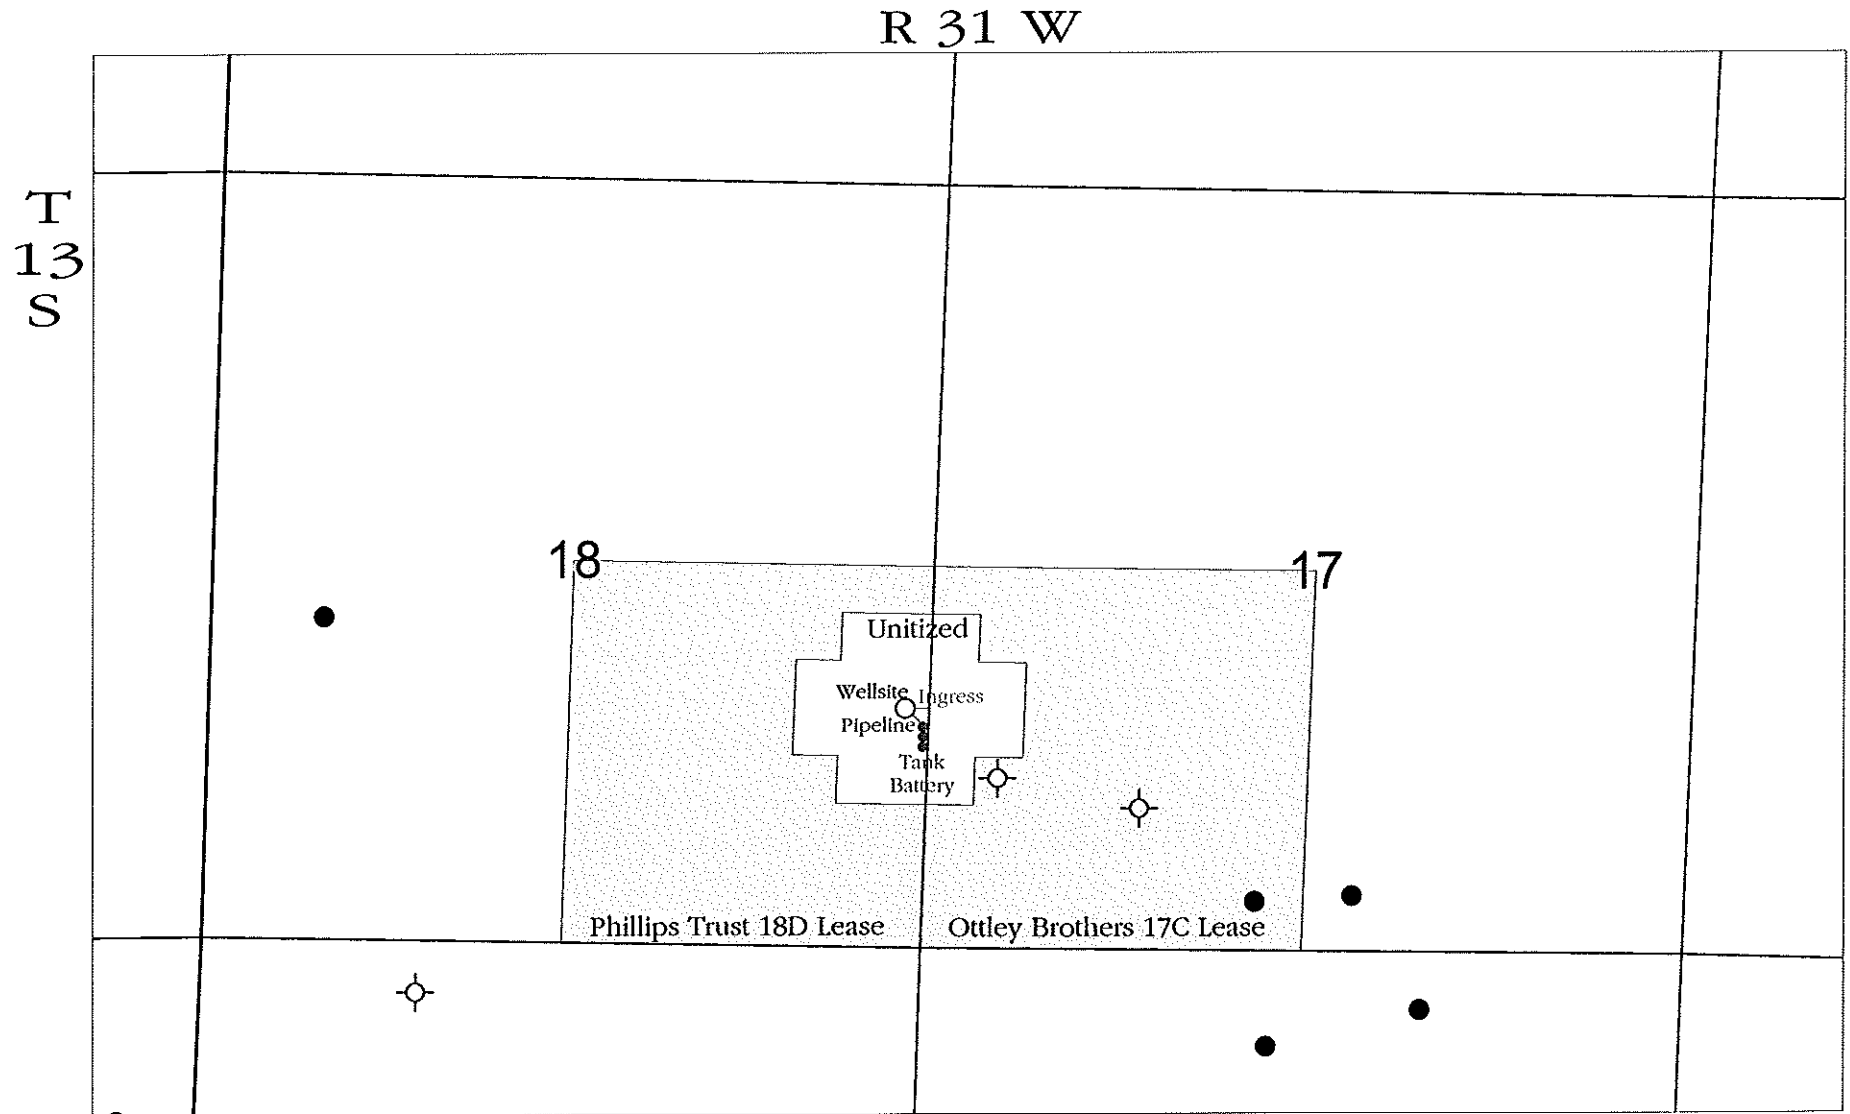 R 31 W
T
13
S
18
17
Unitized
Wellsite
Ingress
Pipeline
Tank
Battery
Phillips Trust 18D Lease
Ottley Brothers 17C Lease